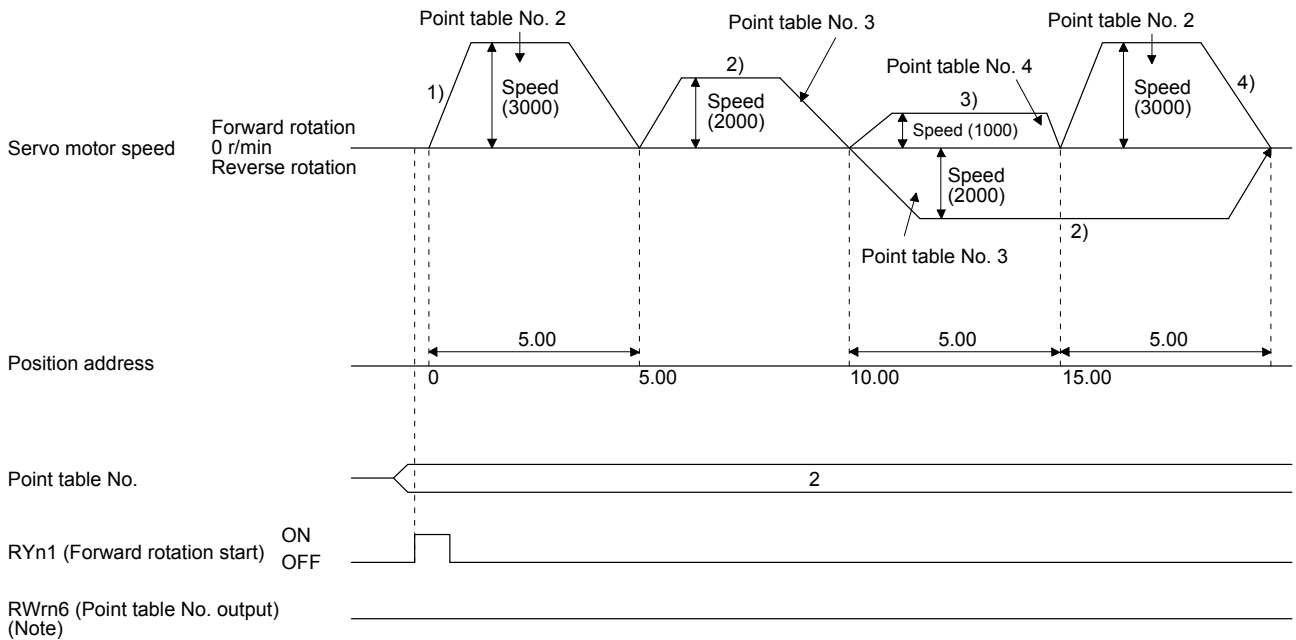 Point table No. 2
Point table No. 3
Point table No. 2
1)
Speed
(3000)
2)
Speed
(2000)
Point table No. 4
3)
Speed (1000)
Speed
(3000)
4)
Servo motor speed
Forward rotation
0 r/min
Reverse rotation
Speed
(2000)
2)
Point table No. 3
5.00
5.00
5.00
Position address
0
5.00
10.00
15.00
Point table No.
2
RYn1 (Forward rotation start)
ON
OFF
RWrn6 (Point table No. output)
(Note)